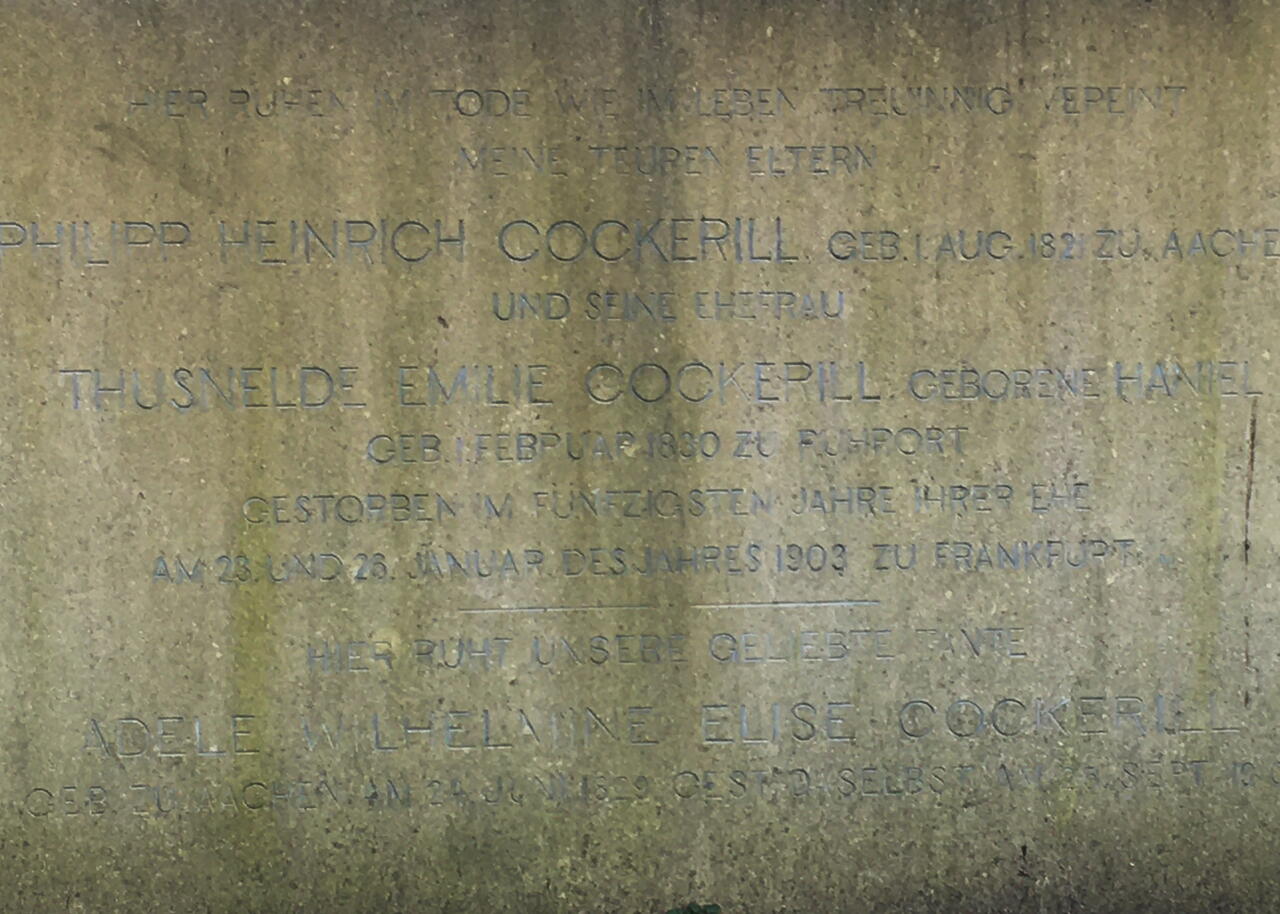 HIER RUHEN IM TODE WIE IM LEBEN TREUINNIG VEREINT
MEINE TEUREN ELTERN
PHILIPP HEINRICH COCKERILL GEB. 1. AUG. 1821 ZU AACHE
UND SEINE EHEFRAU
THUSNELDE EMILIE COCKERILL GEBORENE HANIEL
GEB. 1. FEBRUAR 1830 ZU RUHRORT
GESTORBEN IM FÜNFZIGSTEN JAHRE IHRER EHE
AM 23. UND 26. JANUAR DES JAHRES 1903 ZU FRANKFURT
HIER RUHT UNSERE GELIEBTE TANTE
ADELE WILHELMINE ELISE COCKERILL
GEB. ZU AACHEN AM 24. JUNI 1829 GEST. DASELBST AM SEPT.